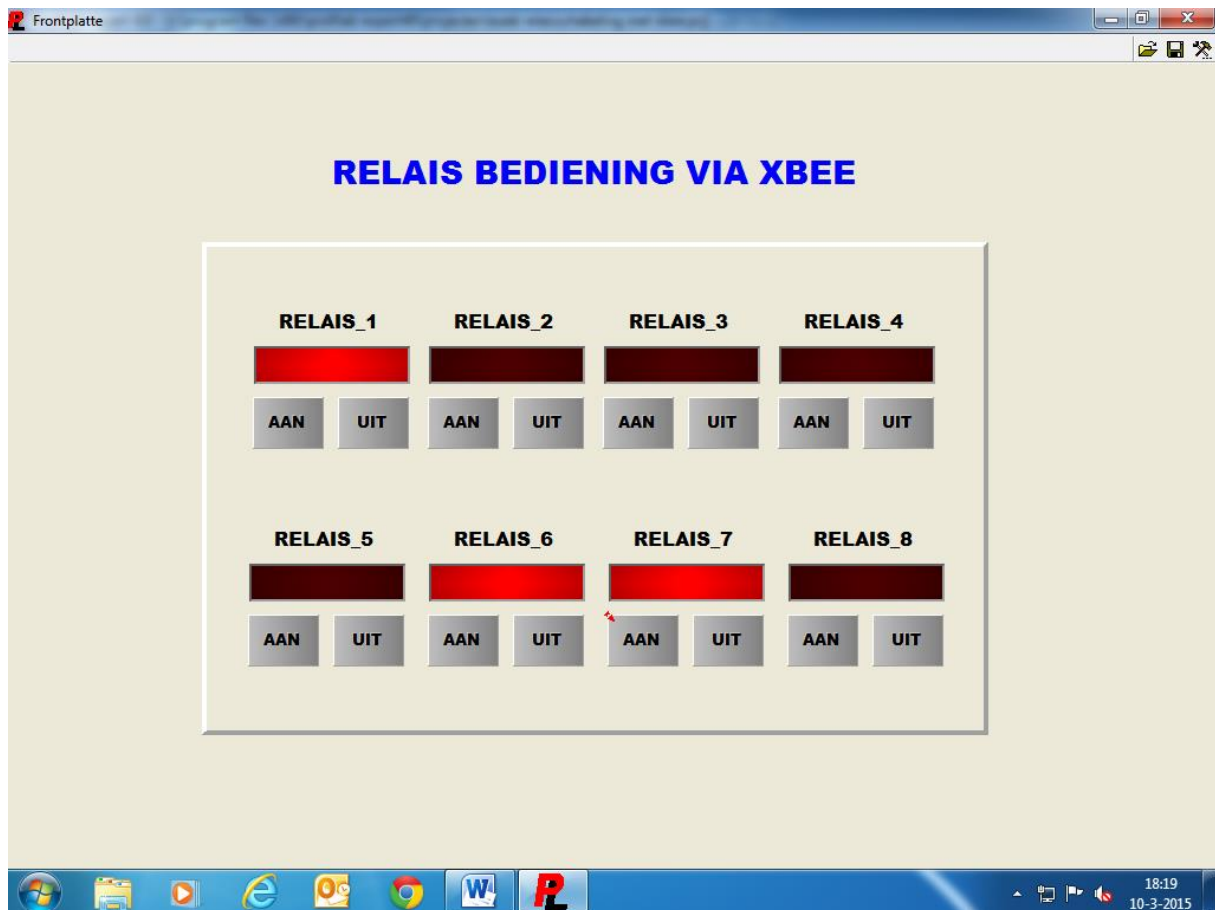 Frontplatte
RELAIS BEDIENING VIA XBEE
RELAIS_1 RELAIS_2 RELAIS_3 RELAIS_4
AAN UIT AAN UIT AAN UIT AAN UIT
RELAIS_5 RELAIS_6 RELAIS_7 RELAIS_8
AAN UIT AAN UIT AAN UIT AAN UIT
18:19
10-3-2015